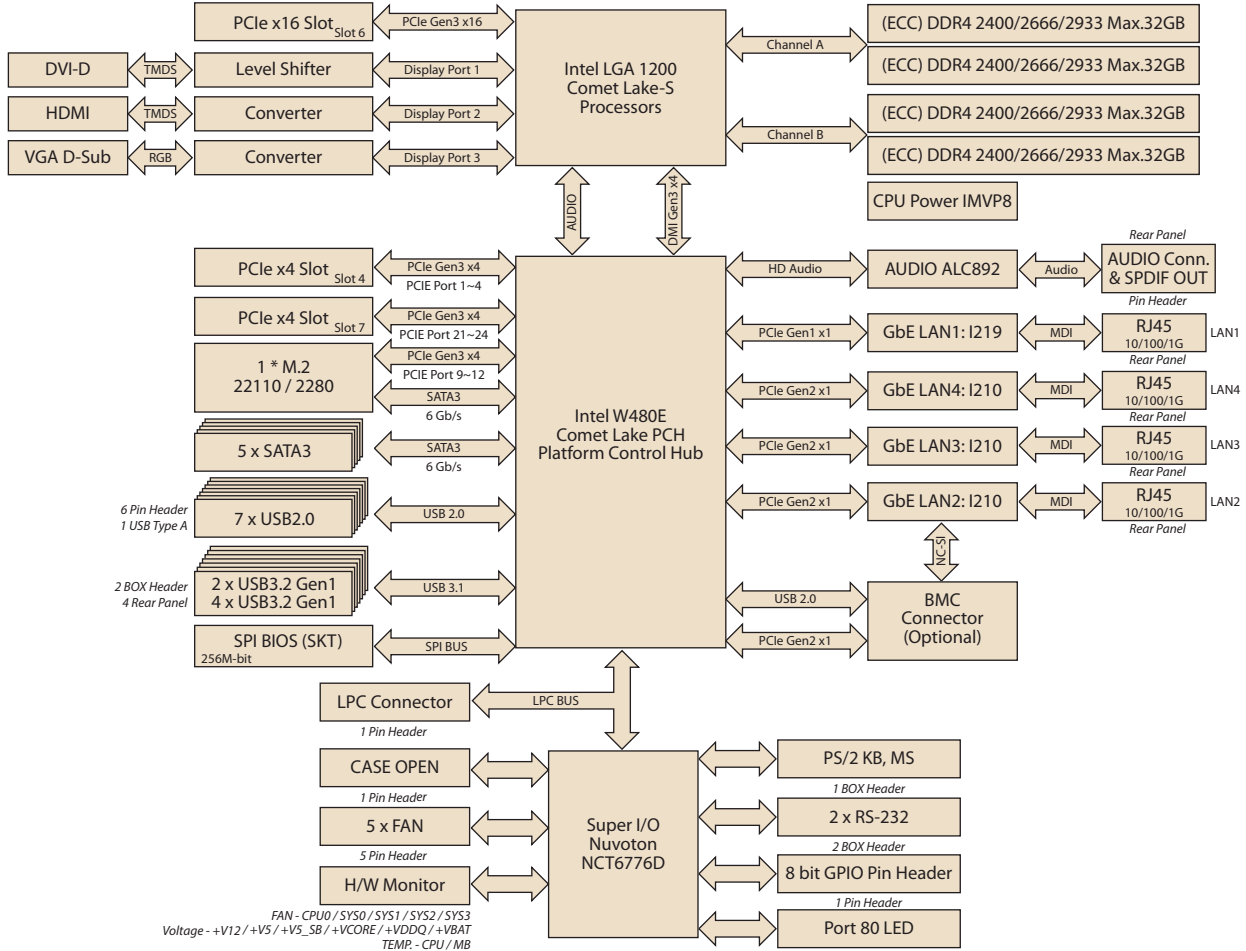 PCIe x16 Slot
Slot 6
PCIe Gen3 x16
DVI-D
TMDS
Level Shifter
Display Port 1
HDMI
TMDS
Converter
Display Port 2
VGA D-Sub
RGB
Converter
Display Port 3
Intel LGA 1200
Comet Lake-S
Processors
Channel A
(ECC) DDR4 2400/2666/2933 Max.32GB
(ECC) DDR4 2400/2666/2933 Max.32GB
Channel B
(ECC) DDR4 2400/2666/2933 Max.32GB
(ECC) DDR4 2400/2666/2933 Max.32GB
CPU Power IMVP8
AUDIO
DMI Gen3 x4
PCIe x4 Slot
Slot 4
PCIe Gen3 x4
PCIE Port 1~4
PCIe x4 Slot
Slot 7
PCIe Gen3 x4
PCIE Port 21~24
1 * M.2
22110 / 2280
PCIe Gen3 x4
PCIE Port 9~12
SATA3
6 Gb/s
5 x SATA3
SATA3
6 Gb/s
6 Pin Header
1 USB Type A
7 x USB2.0
USB 2.0
2 BOX Header
4 Rear Panel
2 x USB3.2 Gen1
4 x USB3.2 Gen1
USB 3.1
SPI BIOS (SKT)
256M-bit
SPI BUS
Intel W480E
Comet Lake PCH
Platform Control Hub
HD Audio
AUDIO ALC892
Audio
Rear Panel
AUDIO Conn.
& SPDIF OUT
Pin Header
PCIe Gen1 x1
GbE LAN1: I219
MDI
RJ45
10/100/1G
LAN1
Rear Panel
PCIe Gen2 x1
GbE LAN4: I210
MDI
RJ45
10/100/1G
LAN4
Rear Panel
PCIe Gen2 x1
GbE LAN3: I210
MDI
RJ45
10/100/1G
LAN3
Rear Panel
PCIe Gen2 x1
GbE LAN2: I210
MDI
RJ45
10/100/1G
LAN2
Rear Panel
NC-SI
USB 2.0
PCIe Gen2 x1
BMC
Connector
(Optional)
LPC Connector
1 Pin Header
LPC BUS
CASE OPEN
1 Pin Header
5 x FAN
5 Pin Header
H/W Monitor
FAN - CPU0 / SYS0 / SYS1 / SYS2 / SYS3
Voltage - +V12 / +V5 / +V5_SB / +VCORE / +VDDQ / +VBAT
TEMP. - CPU / MB
Super I/O
Nuvoton
NCT6776D
PS/2 KB, MS
1 BOX Header
2 x RS-232
2 BOX Header
8 bit GPIO Pin Header
1 Pin Header
Port 80 LED